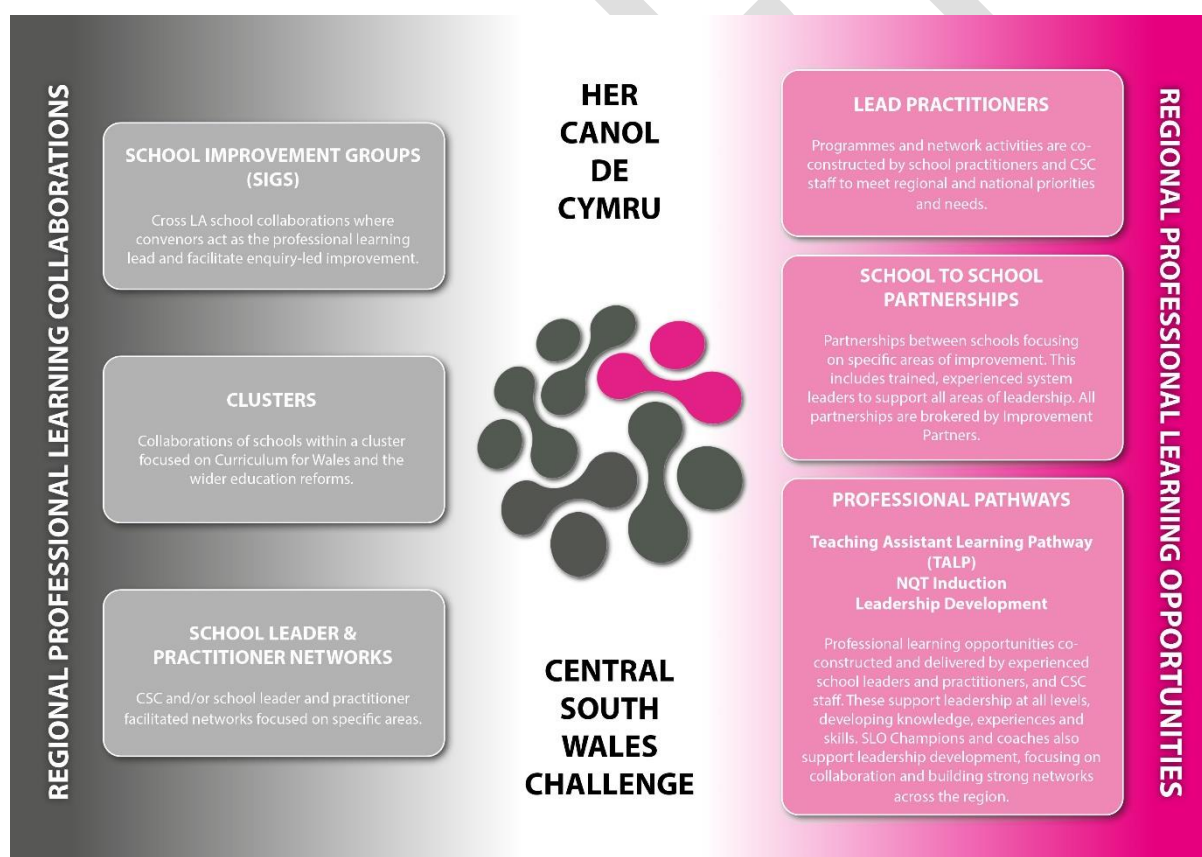 REGIONAL PROFESSIONAL LEARNING COLLABORATIONS
SCHOOL IMPROVEMENT GROUPS
(SIGS)
Cross LA school collaborations where
convenors act as the professional learning
lead and facilitate enquiry-led improvement.
CLUSTERS
Collaborations of schools within a cluster
focused on Curriculum for Wales and the
wider education reforms.
SCHOOL LEADER &
PRACTITIONER NETWORKS
CSC and/or school leader and practitioner
facilitated networks focused on specific areas.
HER
CANOL
DE
CYMRU
CENTRAL
SOUTH
WALES
CHALLENGE
LEAD PRACTITIONERS
Programmes and network activities are co-
constructed by school practitioners and CSC
staff to meet regional and national priorities
and needs.
SCHOOL TO SCHOOL
PARTNERSHIPS
Partnerships between schools focusing
on specific areas of improvement. This
includes trained, experienced system
leaders to support all areas of leadership. All
partnerships are brokered by Improvement
Partners.
PROFESSIONAL PATHWAYS
Teaching Assistant Learning Pathway
(TALP)
NQT Induction
Leadership Development
Professional learning opportunities co-
constructed and delivered by experienced
school leaders and practitioners, and CSC
staff. These support leadership at all levels,
developing knowledge, experiences and
skills. SLO Champions and coaches also
support leadership development, focusing on
collaboration and building strong networks
across the region.
REGIONAL PROFESSIONAL LEARNING OPPORTUNITIES